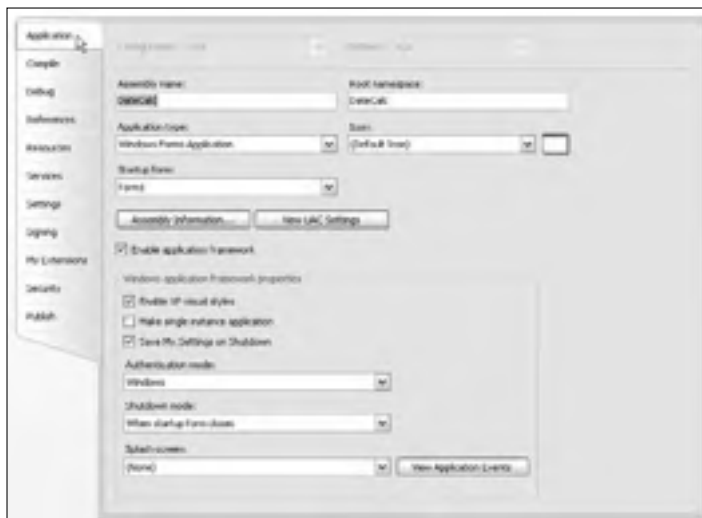 Application
Compile
Debug
References
Resources
Services
Settings
Signing
My Extensions
Security
Publish
Assembly name:
Root namespace:
DateCalc
DateCalc
Application type:
Icon:
Windows Forms Application
(Default Icon)
Startup form:
Form1
Assembly Information...
View UAC Settings
Enable application framework
Windows application framework properties
Enable XP visual styles
Make single instance application
Save My.Settings on Shutdown
Authentication mode:
Windows
Shutdown mode:
When startup form closes
Splash screen:
(None)
View Application Events